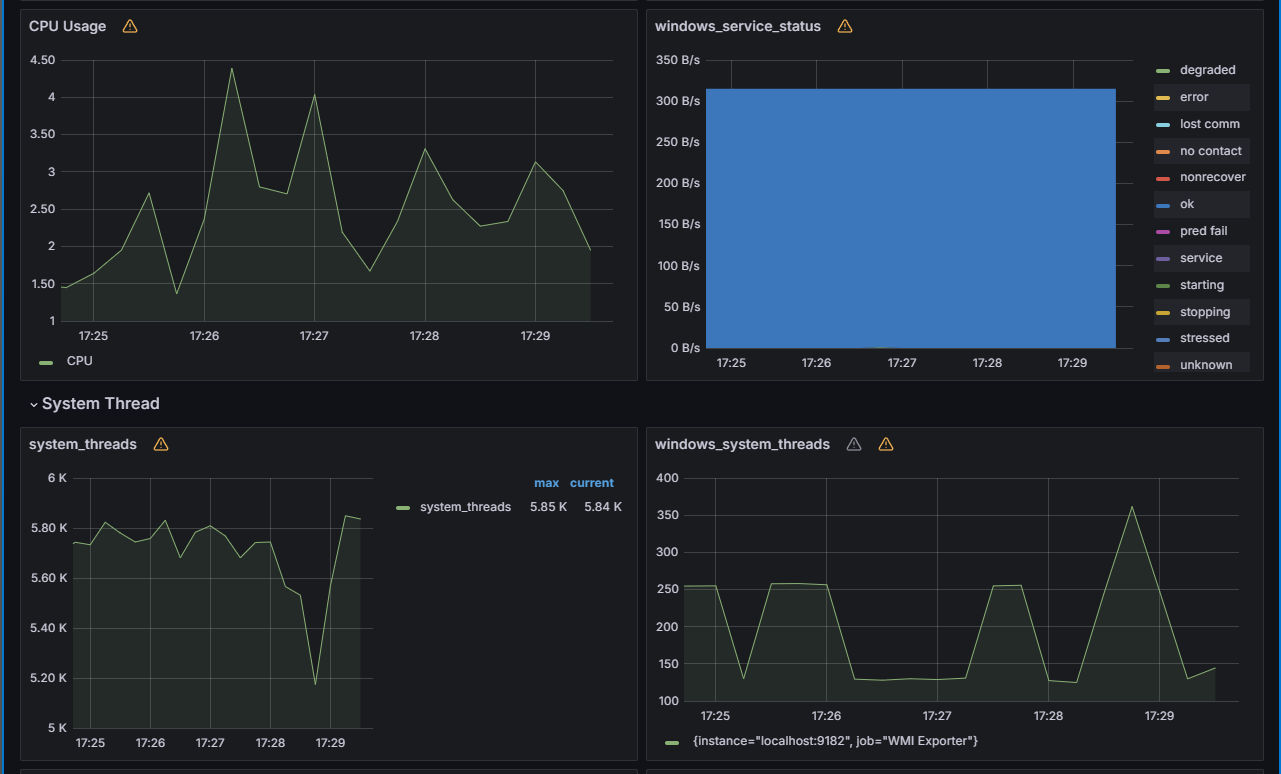 CPU Usage
4.50
4
3.50
3
2.50
2
1.50
1
17:25 17:26 17:27 17:28 17:29
CPU
windows_service_status
350 B/s
300 B/s
250 B/s
200 B/s
150 B/s
100 B/s
50 B/s
0 B/s
17:25 17:26 17:27 17:28 17:29
degraded
error
lost comm
no contact
nonrecover
ok
pred fail
service
starting
stopping
stressed
unknown
System Thread
system_threads
6 K
5.80 K
5.60 K
5.40 K
5.20 K
5 K
17:25 17:26 17:27 17:28 17:29
max current
system_threads 5.85 K 5.84 K
windows_system_threads
400
350
300
250
200
150
100
17:25 17:26 17:27 17:28 17:29
{instance="localhost:9182", job="WMI Exporter"}